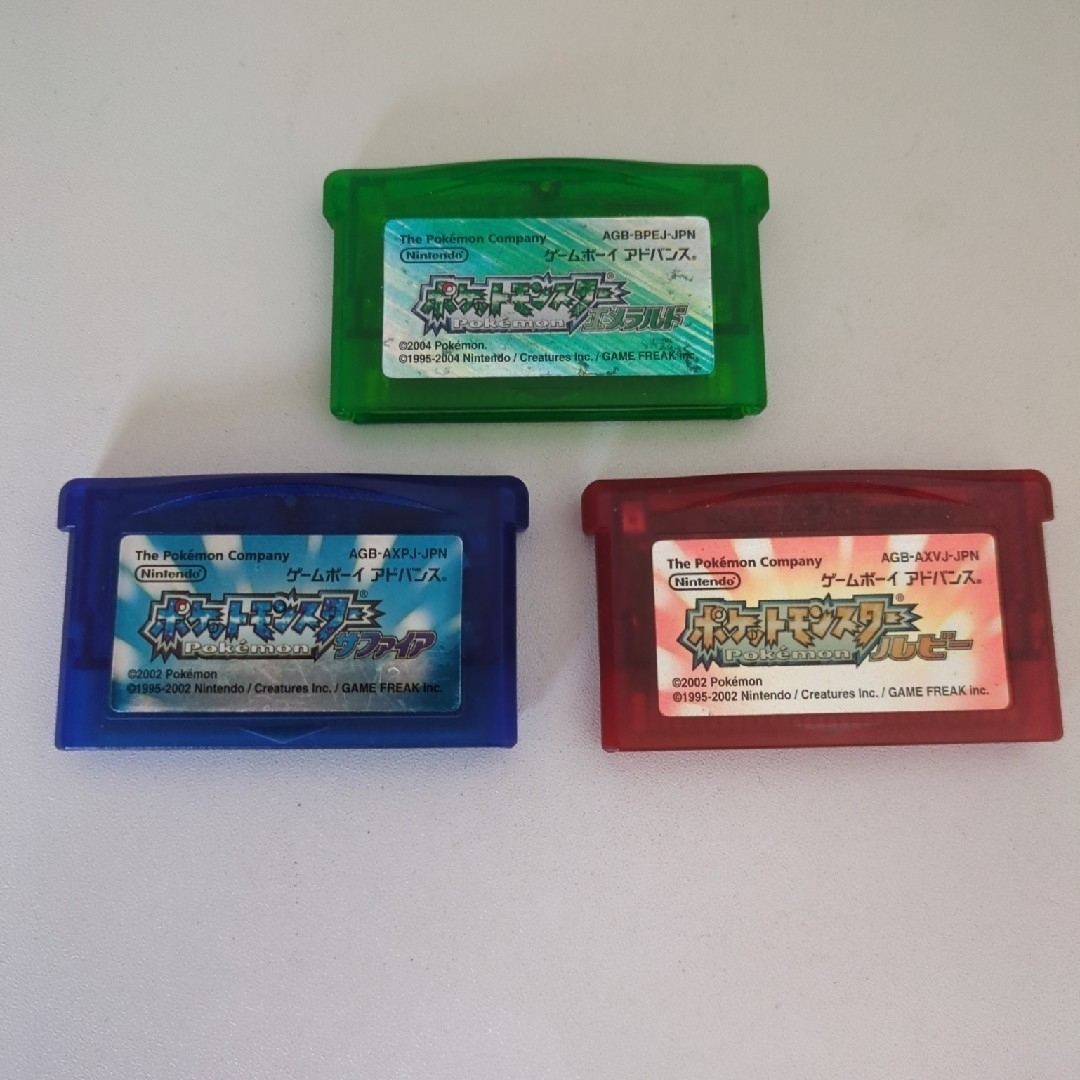 The Pokémon Company AGB-BPEJ-JPN
Nintendo® ゲームボーイ アドバンス®
ポケットモンスター®
Pokémon エメラルド
©2004 Pokémon.
©1995-2004 Nintendo / Creatures Inc. / GAME FREAK inc.
The Pokémon Company AGB-AXPJ-JPN
Nintendo® ゲームボーイ アドバンス®
ポケットモンスター®
Pokémon サファイア
©2002 Pokémon
©1995-2002 Nintendo / Creatures Inc. / GAME FREAK inc.
The Pokémon Company AGB-AXVJ-JPN
Nintendo® ゲームボーイ アドバンス®
ポケットモンスター®
Pokémon ルビー
©2002 Pokémon
©1995-2002 Nintendo / Creatures Inc. / GAME FREAK inc.